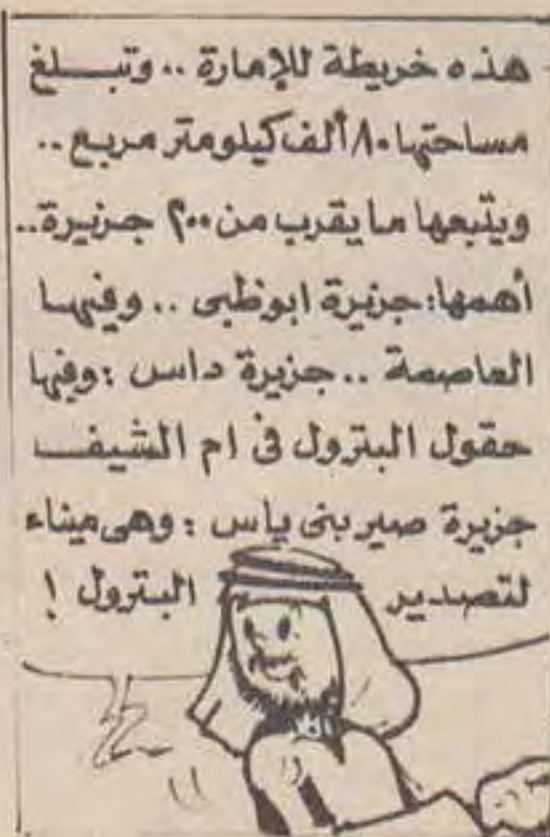 هذه خريطة للإمارة .. وتبلغ
مساحتها ٨٠ ألف كيلومتر مربع ..
ويتبعها ما يقرب من ٢٠٠ جزيرة ..
أهمها : جزيرة ابوظبى .. وفيها
العاصمة .. جزيرة داس : وفيها
حقول البترول فى ام الشيف
جزيرة صير بنى ياس : وهى ميناء
لتصدير البترول !